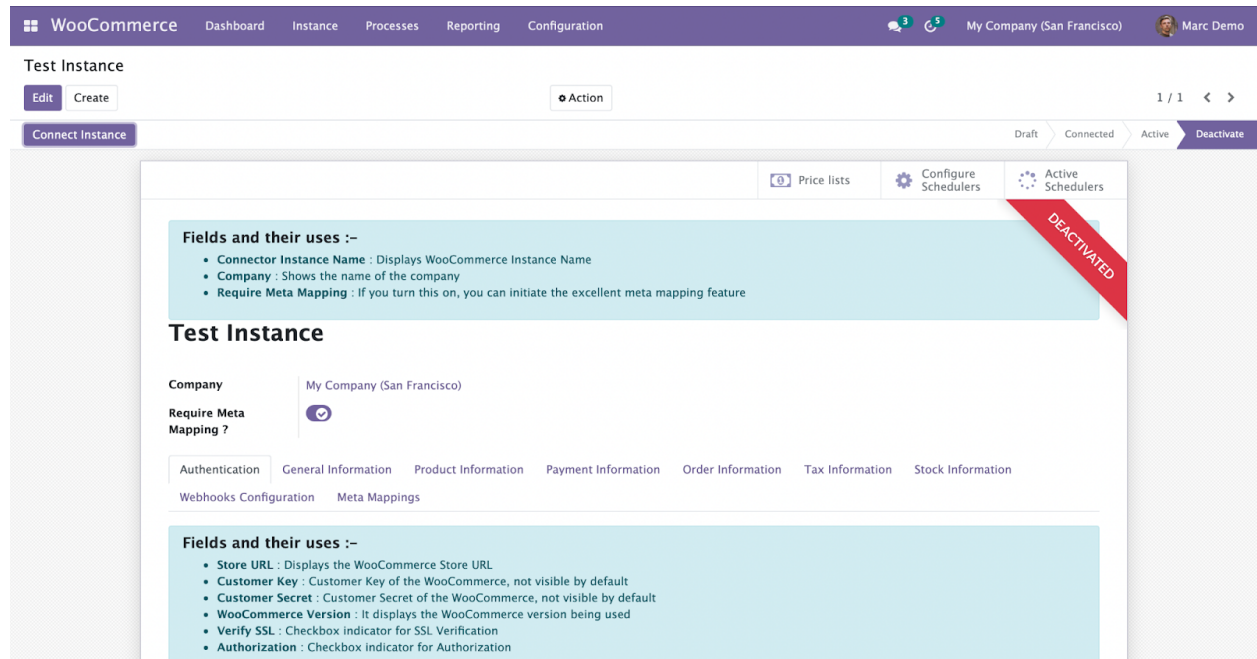 WooCommerce Dashboard Instance Processes Reporting Configuration 3 5 My Company (San Francisco) Marc Demo
Test Instance
Edit Create Action 1 / 1
Connect Instance Draft Connected Active Deactivate
Price lists Configure Schedulers Active Schedulers
DEACTIVATED
Fields and their uses :–
• Connector Instance Name : Displays WooCommerce Instance Name
• Company : Shows the name of the company
• Require Meta Mapping : If you turn this on, you can initiate the excellent meta mapping feature
Test Instance
Company My Company (San Francisco)
Require Meta
Mapping ?
Authentication General Information Product Information Payment Information Order Information Tax Information Stock Information
Webhooks Configuration Meta Mappings
Fields and their uses :–
• Store URL : Displays the WooCommerce Store URL
• Customer Key : Customer Key of the WooCommerce, not visible by default
• Customer Secret : Customer Secret of the WooCommerce, not visible by default
• WooCommerce Version : It displays the WooCommerce version being used
• Verify SSL : Checkbox indicator for SSL Verification
• Authorization : Checkbox indicator for Authorization